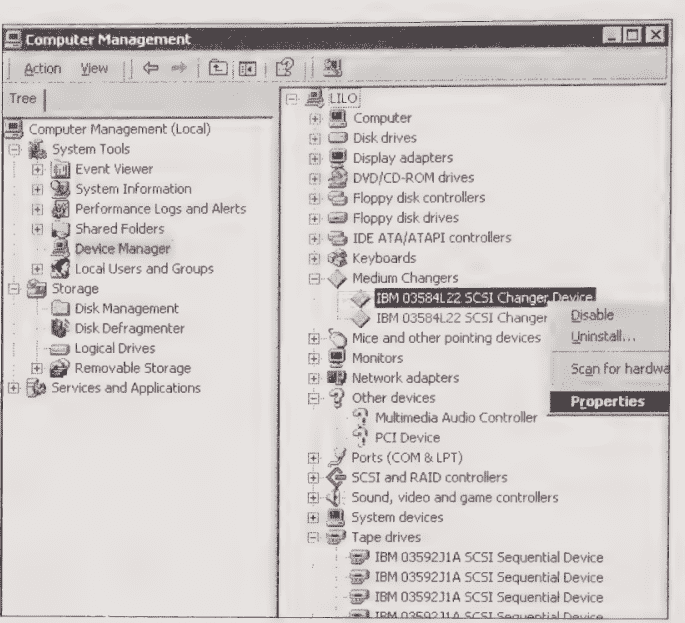 Computer Management
Action View
Tree
Computer Management (Local)
System Tools
Event Viewer
System Information
Performance Logs and Alerts
Shared Folders
Device Manager
Local Users and Groups
Storage
Disk Management
Disk Defragmenter
Logical Drives
Removable Storage
Services and Applications
LILO
Computer
Disk drives
Display adapters
DVD/CD-ROM drives
Floppy disk controllers
Floppy disk drives
IDE ATA/ATAPI controllers
Keyboards
Medium Changers
IBM 03584L22 SCSI Changer Device
IBM 03584L22 SCSI Changer
Mice and other pointing devices
Monitors
Network adapters
Other devices
Multimedia Audio Controller
PCI Device
Ports (COM & LPT)
SCSI and RAID controllers
Sound, video and game controllers
System devices
Tape drives
IBM 03592J1A SCSI Sequential Device
IBM 03592J1A SCSI Sequential Device
IBM 03592J1A SCSI Sequential Device
IBM 03592J1A SCSI Sequential Device
Disable
Uninstall...
Scan for hardwa
Properties